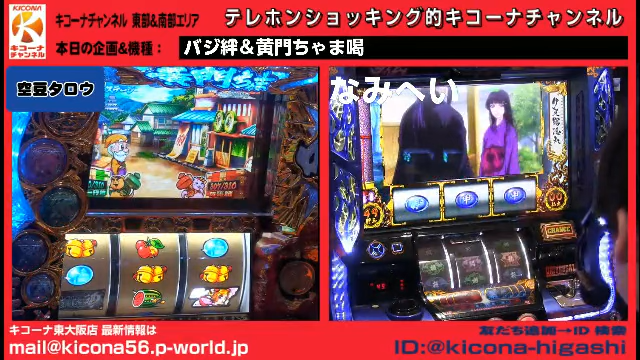 KICONA
キコーナ
チャンネル
キコーナチャンネル 東部&南部エリア
テレホンショッキング的キコーナチャンネル
本日の企画&機種：
バジ絆&黄門ちゃま喝
空豆タロウ
なみへい
CHANCE
キコーナ東大阪店 最新情報は
mail@kicona56.p-world.jp
友だち追加→ID 検索
ID:@kicona-higashi